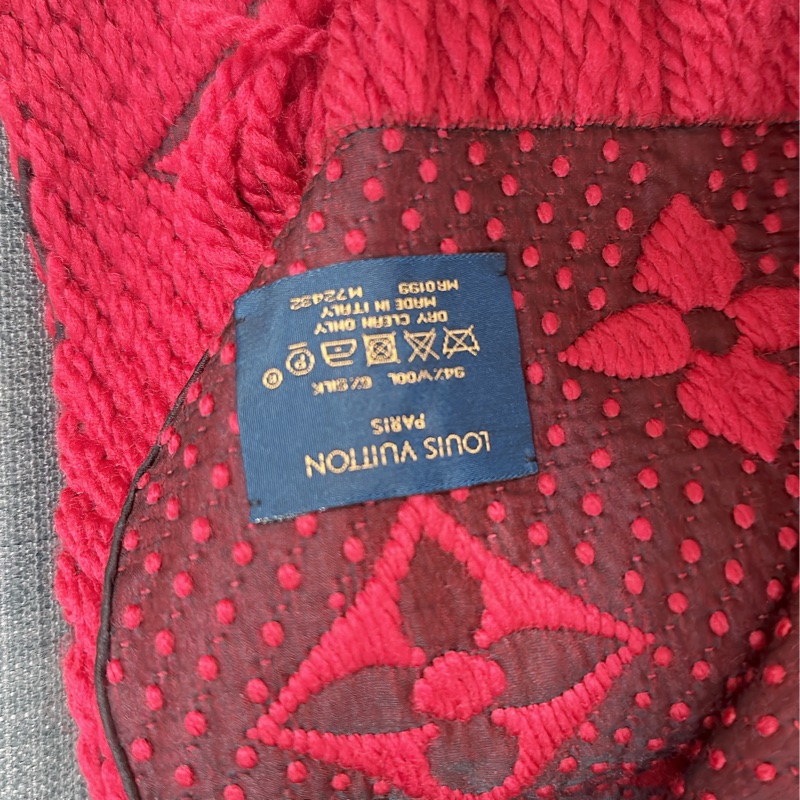 LOUIS VUITTON
PARIS
94%WOOL 6%SILK
P
DRY CLEAN ONLY
MADE IN ITALY
MR0199 M72432